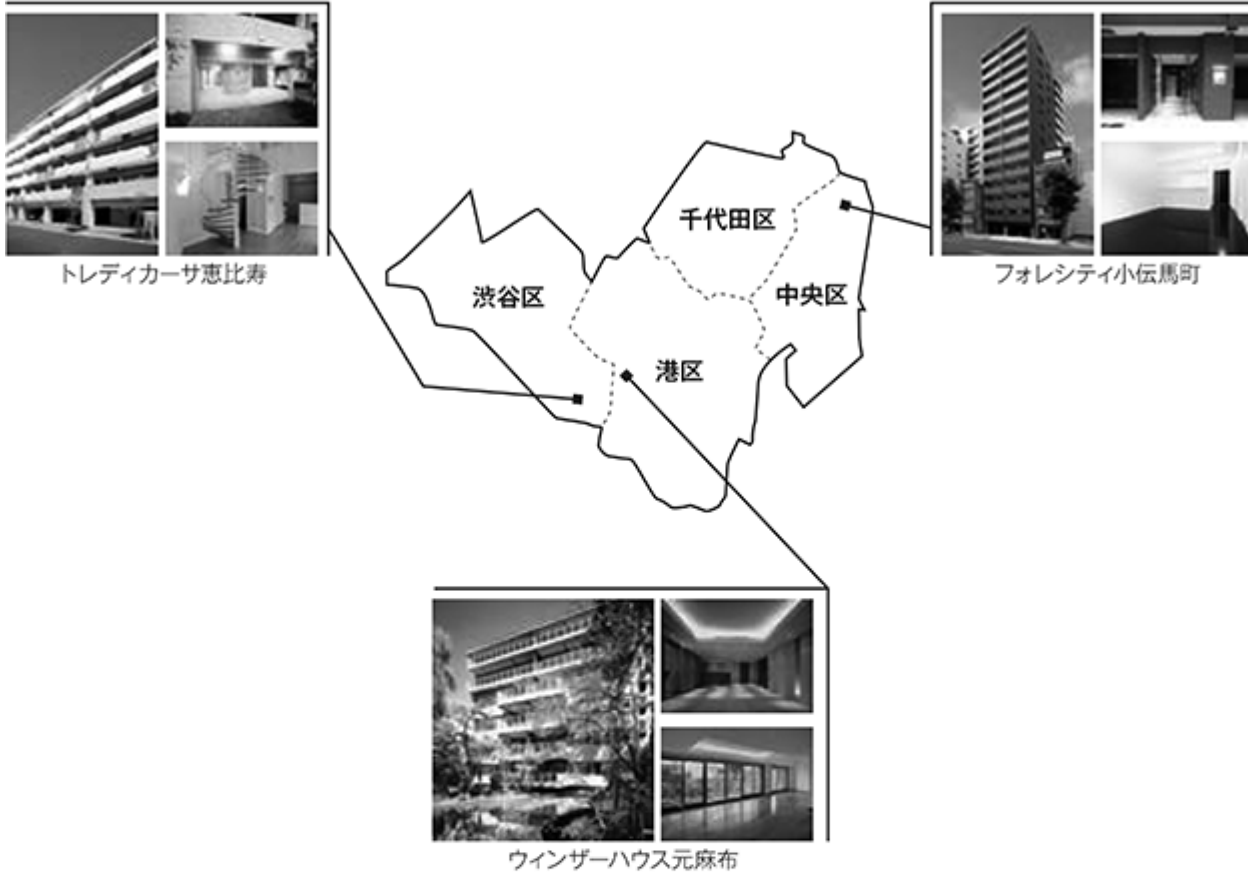 トレディカーサ恵比寿
フォレシティ小伝馬町
千代田区
渋谷区
中央区
港区
ウィンザーハウス元麻布